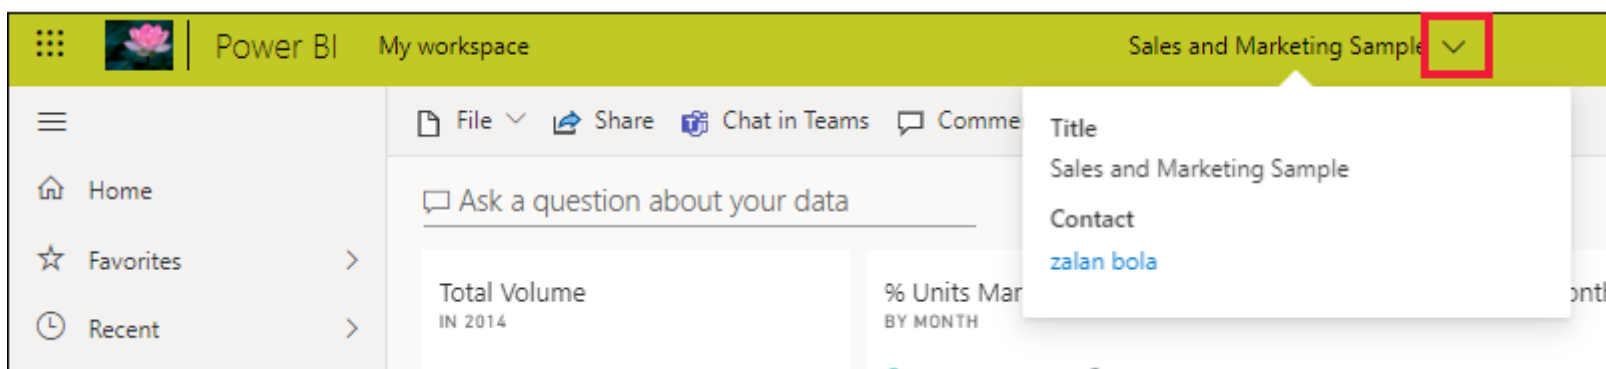 Power BI My workspace Sales and Marketing Sample
File Share Chat in Teams
Title
Sales and Marketing Sample
Contact
zalan bola
Home
Favorites
Recent
Ask a question about your data
Total Volume
IN 2014
% Units
BY MONTH